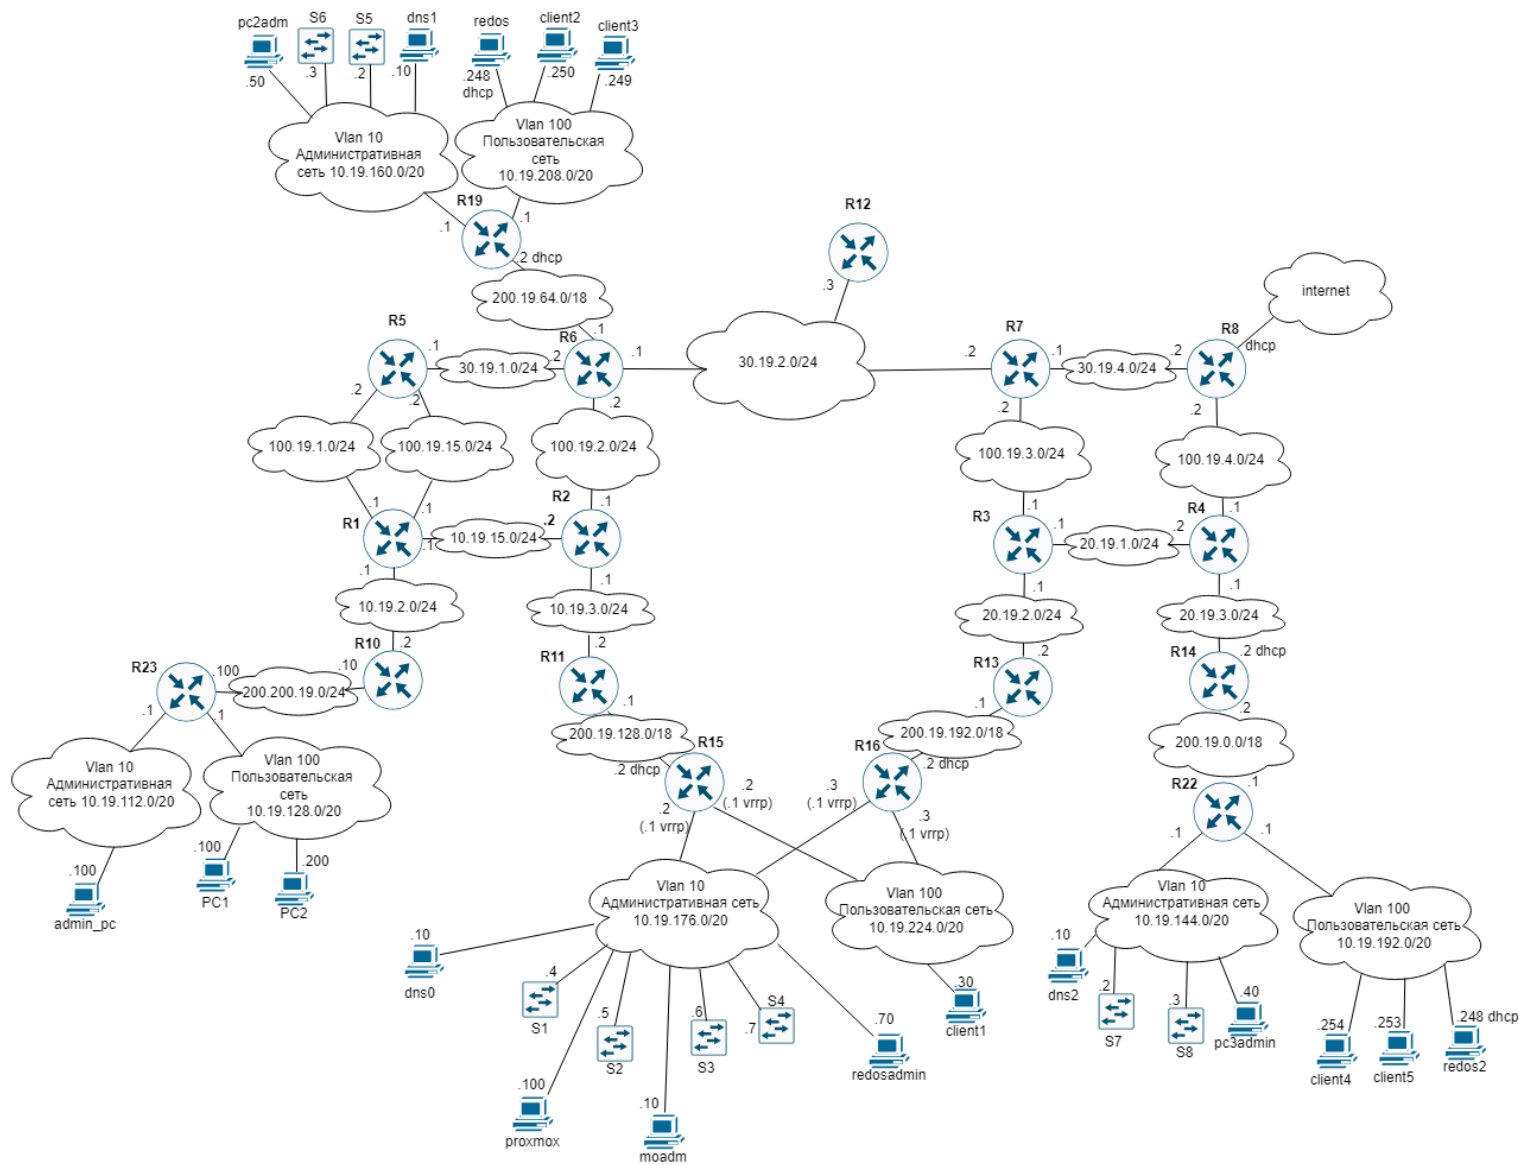 pc2adm
S6
S5
dns1
redos
client2
client3
.50
.3
.2
.10
.248
dhcp
.250
.249
Vlan 10
Административная
сеть 10.19.160.0/20
Vlan 100
Пользовательская
сеть
10.19.208.0/20
R19
.1
.1
.2 dhcp
200.19.64.0/18
.1
R12
.3
internet
R5
.1
30.19.1.0/24
.2
R6
.1
30.19.2.0/24
.2
R7
.1
30.19.4.0/24
.2
R8
dhcp
.2
.2
.2
.2
.2
100.19.1.0/24
100.19.15.0/24
100.19.2.0/24
100.19.3.0/24
100.19.4.0/24
.1
.1
.1
.1
.1
R1
.1
10.19.15.0/24
.2
R2
R3
.1
20.19.1.0/24
.2
R4
.1
10.19.2.0/24
.2
.1
10.19.3.0/24
.2
.1
20.19.2.0/24
.2
.1
20.19.3.0/24
.2 dhcp
R23
.100
200.200.19.0/24
.10
R10
R11
.1
200.19.128.0/18
.2 dhcp
R15
R13
.1
200.19.192.0/18
.2 dhcp
R16
R14
.2
200.19.0.0/18
.1
R22
.1
.1
Vlan 10
Административная
сеть 10.19.112.0/20
Vlan 100
Пользовательская
сеть
10.19.128.0/20
.100
admin_pc
.100
PC1
.200
PC2
.2
(.1 vrrp)
.2
(.1 vrrp)
.3
(.1 vrrp)
.3
(.1 vrrp)
.1
.1
Vlan 10
Административная сеть
10.19.176.0/20
Vlan 100
Пользовательская сеть
10.19.224.0/20
Vlan 10
Административная сеть
10.19.144.0/20
Vlan 100
Пользовательская сеть
10.19.192.0/20
.10
dns0
.4
S1
.5
S2
.6
S3
S4
.7
.70
redosadmin
.30
client1
.100
proxmox
.10
moadm
.10
dns2
.2
S7
.3
S8
.40
pc3admin
.254
client4
.253
client5
.248 dhcp
redos2